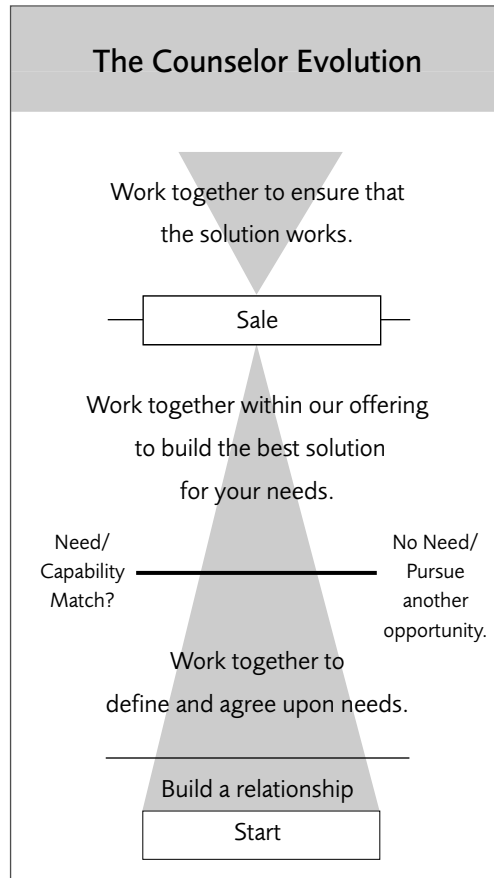 The Counselor Evolution
Work together to ensure that
the solution works.
Sale
Work together within our offering
to build the best solution
for your needs.
Need/
Capability
Match?
No Need/
Pursue
another
opportunity.
Work together to
define and agree upon needs.
Build a relationship
Start